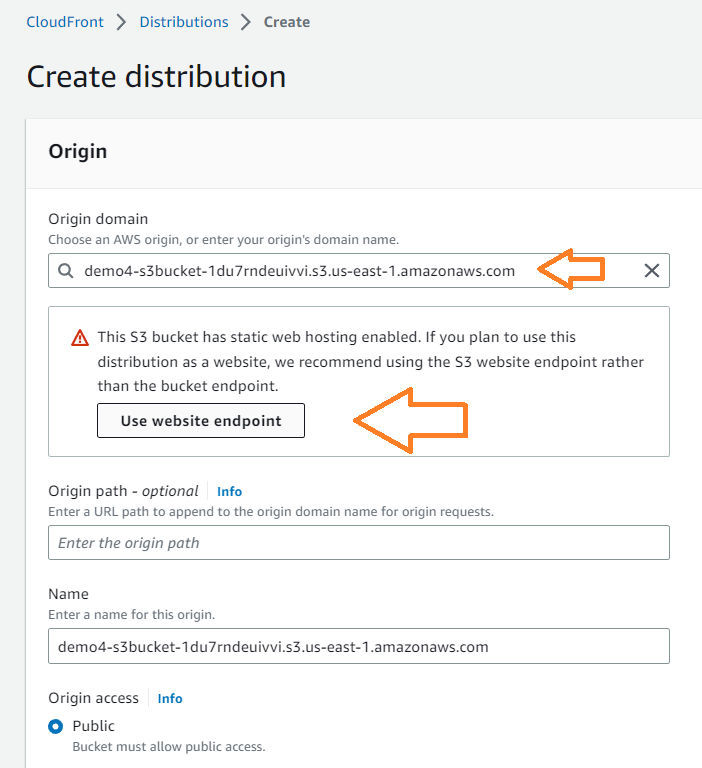 CloudFront > Distributions > Create
Create distribution
Origin
Origin domain
Choose an AWS origin, or enter your origin's domain name.
demo4-s3bucket-1du7rndeuivvi.s3.us-east-1.amazonaws.com
This S3 bucket has static web hosting enabled. If you plan to use this
distribution as a website, we recommend using the S3 website endpoint rather
than the bucket endpoint.
Use website endpoint
Origin path - optional Info
Enter a URL path to append to the origin domain name for origin requests.
Enter the origin path
Name
Enter a name for this origin.
demo4-s3bucket-1du7rndeuivvi.s3.us-east-1.amazonaws.com
Origin access Info
Public
Bucket must allow public access.